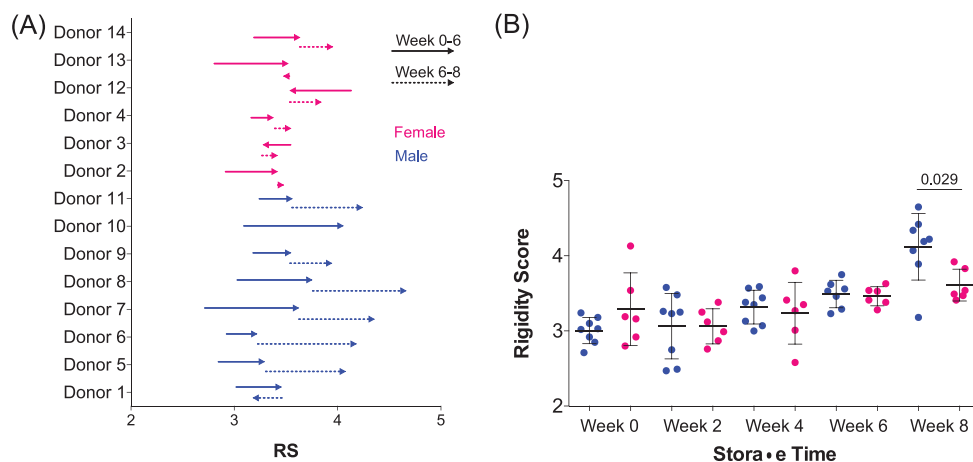 (A)
Donor 14
Donor 13
Donor 12
Donor 4
Donor 3
Donor 2
Donor 11
Donor 10
Donor 9
Donor 8
Donor 7
Donor 6
Donor 5
Donor 1
2 3 4 5
RS
Week 0-6
Week 6-8
Female
Male
(B)
0.029
5
4
3
2
Rigidity Score
Week 0 Week 2 Week 4 Week 6 Week 8
Stora•e Time